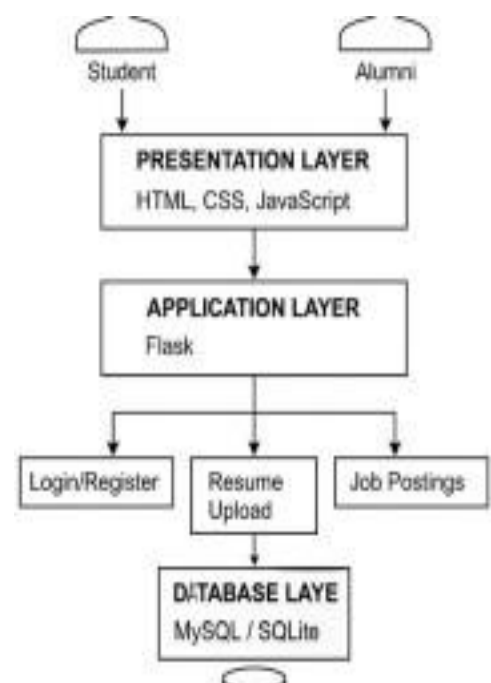 Student
Alumni
PRESENTATION LAYER
HTML, CSS, JavaScript
APPLICATION LAYER
Flask
Login/Register
Resume
Upload
Job Postings
DATABASE LAYE
MySQL / SQLite